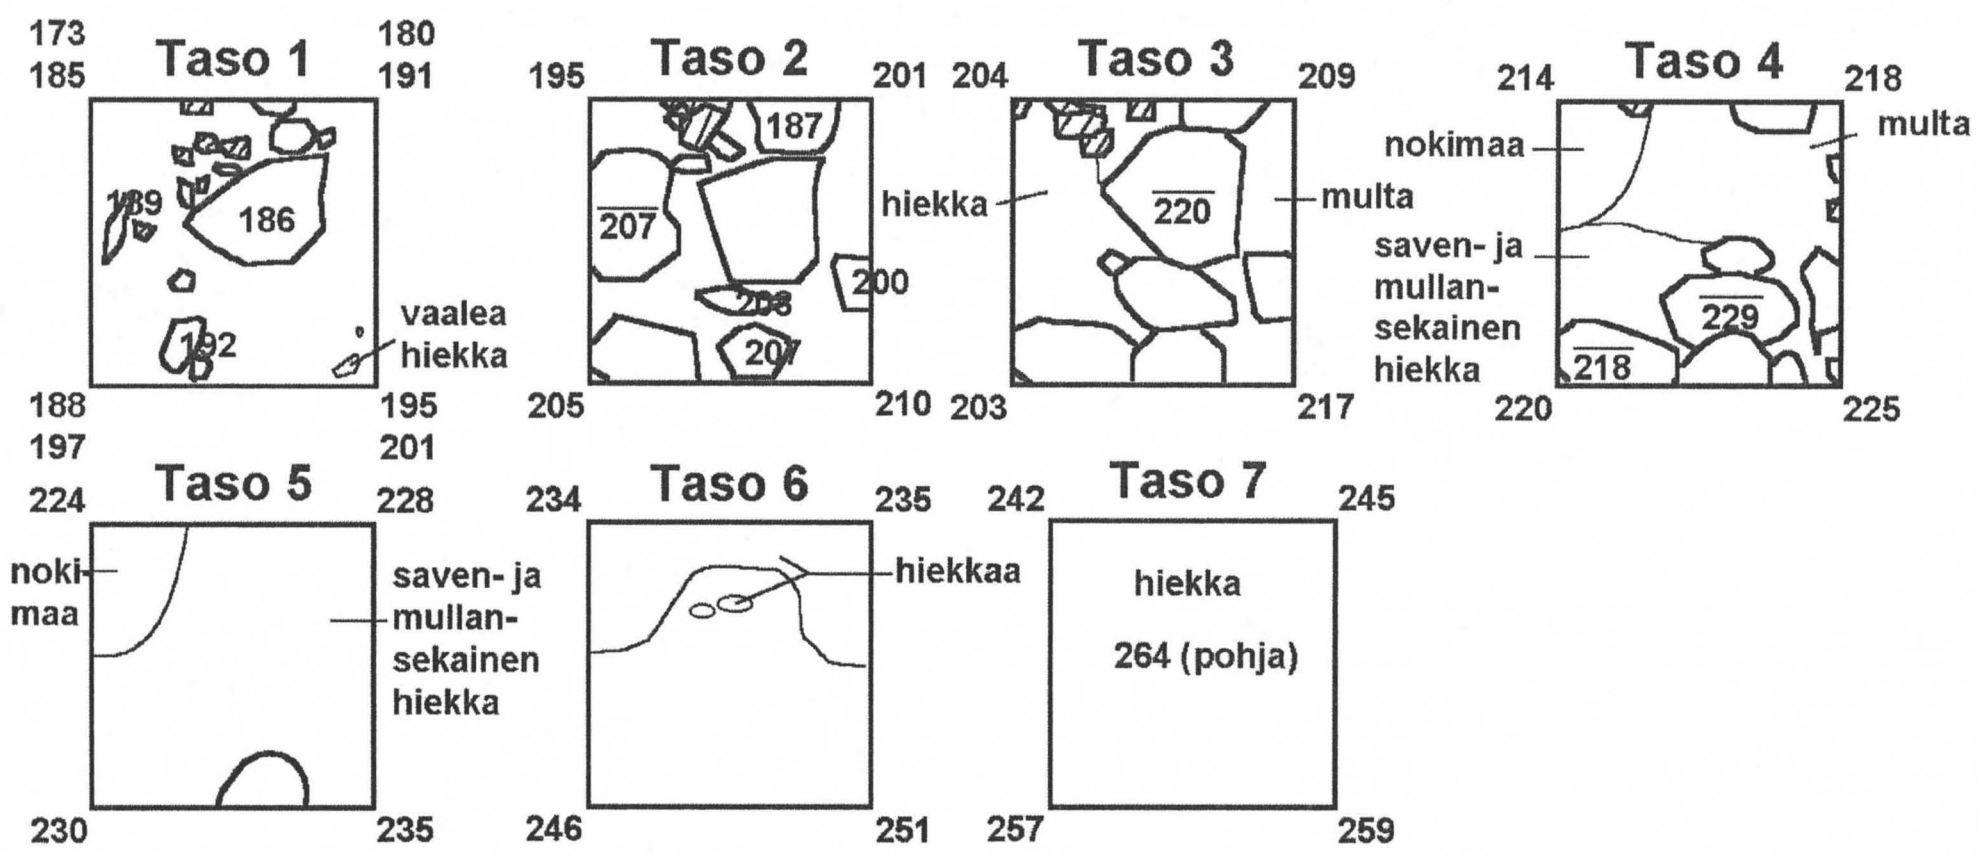 173
180
185
Taso 1
191
189
186
192
vaalea
hiekka
188
195
197
201
195
Taso 2
201
187
207
200
207
205
210
204
Taso 3
209
hiekka
220
multa
203
217
214
Taso 4
218
multa
nokimaa
saven- ja
mullan-
sekainen
hiekka
229
218
220
225
224
Taso 5
228
noki-
maa
saven- ja
mullan-
sekainen
hiekka
230
235
234
Taso 6
235
hiekkaa
246
251
242
Taso 7
245
hiekka
264 (pohja)
257
259